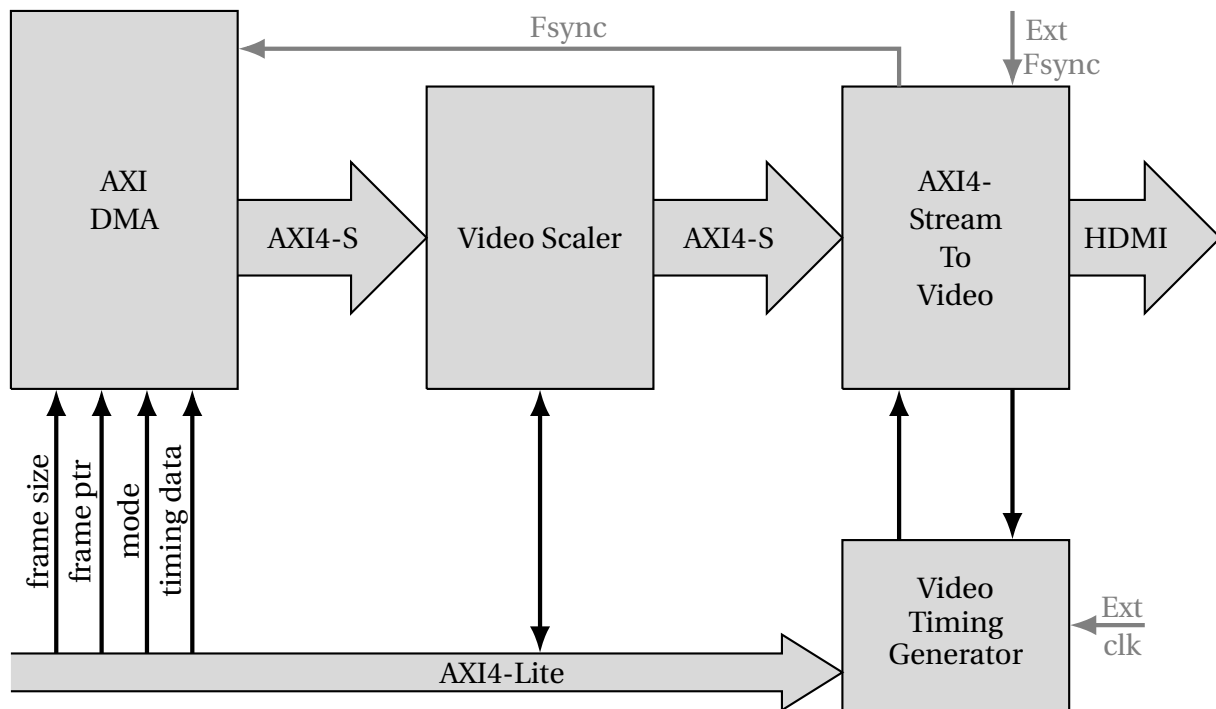 Fsync
Ext
Fsync
AXI
DMA
AXI4-S
Video Scaler
AXI4-S
AXI4-
Stream
To
Video
HDMI
frame size
frame ptr
mode
timing data
Video
Timing
Generator
Ext
clk
AXI4-Lite